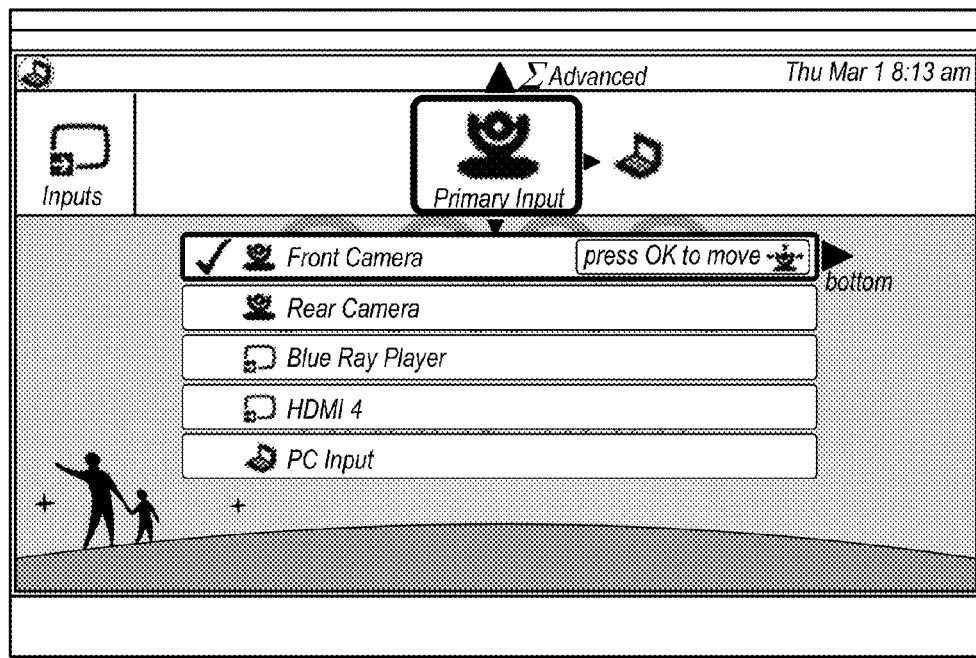 Σ Advanced
Thu Mar 1 8:13 am
Inputs
Primary Input
Front Camera
press OK to move
bottom
Rear Camera
Blue Ray Player
HDMI 4
PC Input